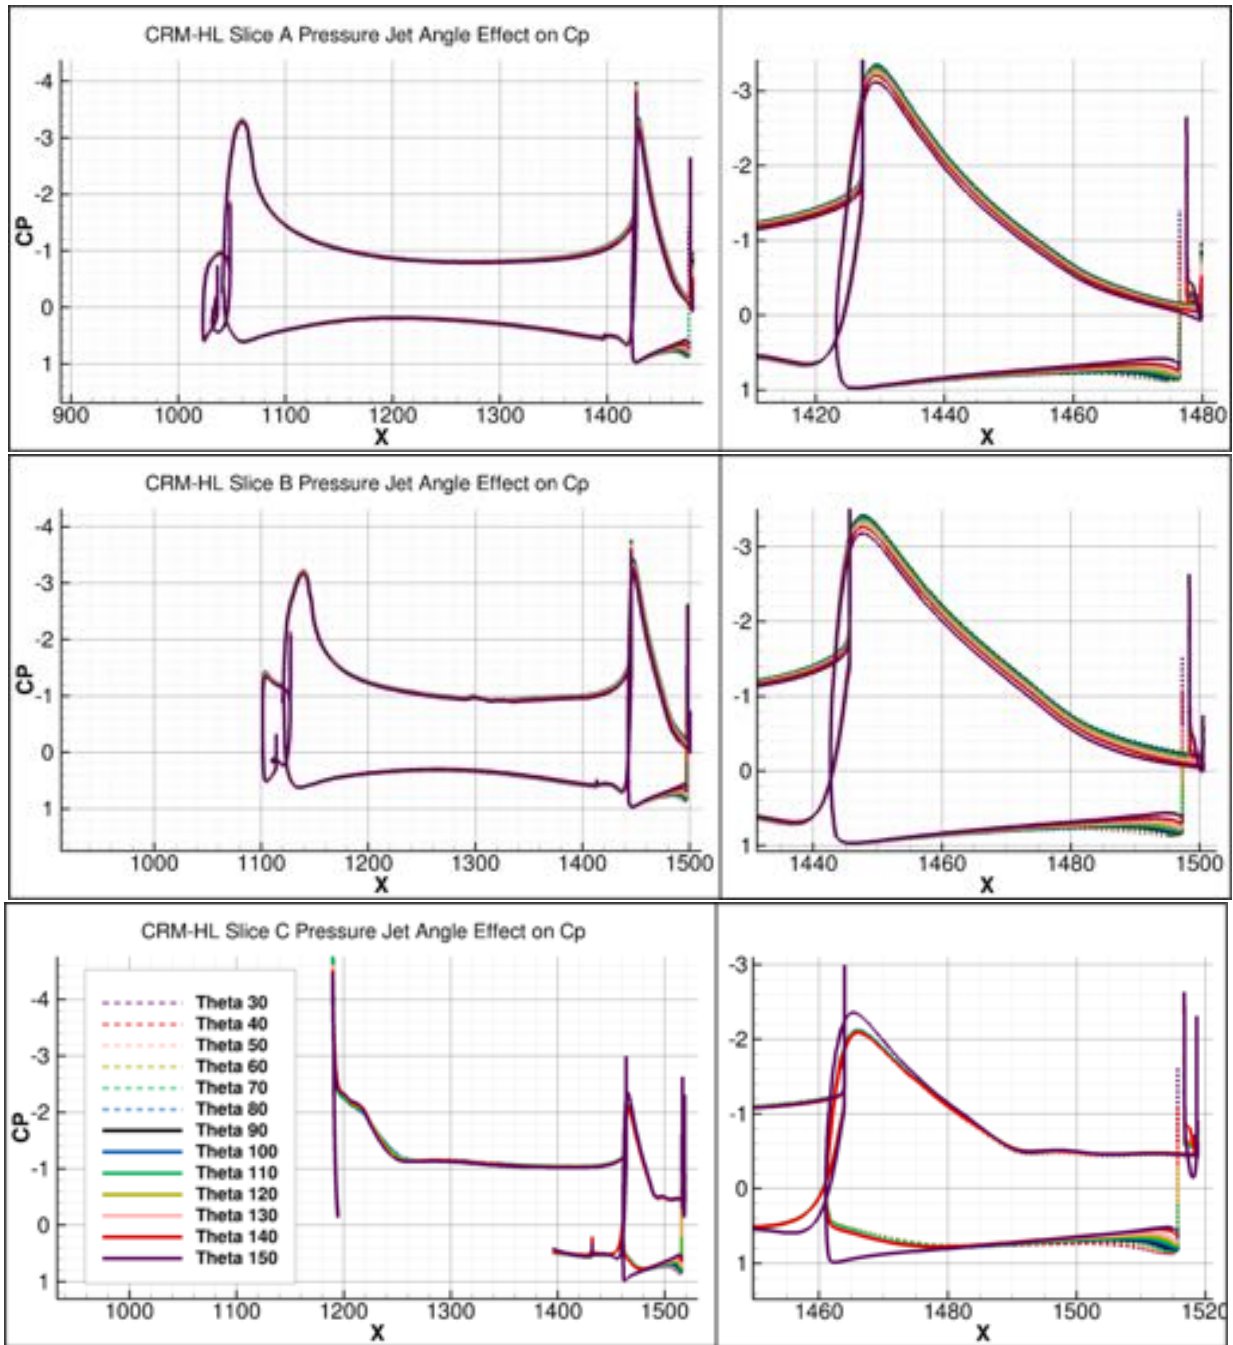 CRM-HL Slice A Pressure Jet Angle Effect on Cp
-4
-3
-2
-1
0
1
CP
900 1000 1100 1200 1300 1400
X
-3
-2
-1
0
1
1420 1440 1460 1480
X
CRM-HL Slice B Pressure Jet Angle Effect on Cp
-4
-3
-2
-1
0
1
CP
1000 1100 1200 1300 1400 1500
X
-3
-2
-1
0
1
1440 1460 1480 1500
X
CRM-HL Slice C Pressure Jet Angle Effect on Cp
-4
-3
-2
-1
0
1
CP
Theta 30
Theta 40
Theta 50
Theta 60
Theta 70
Theta 80
Theta 90
Theta 100
Theta 110
Theta 120
Theta 130
Theta 140
Theta 150
1000 1100 1200 1300 1400 1500
X
-3
-2
-1
0
1
1460 1480 1500 1520
X